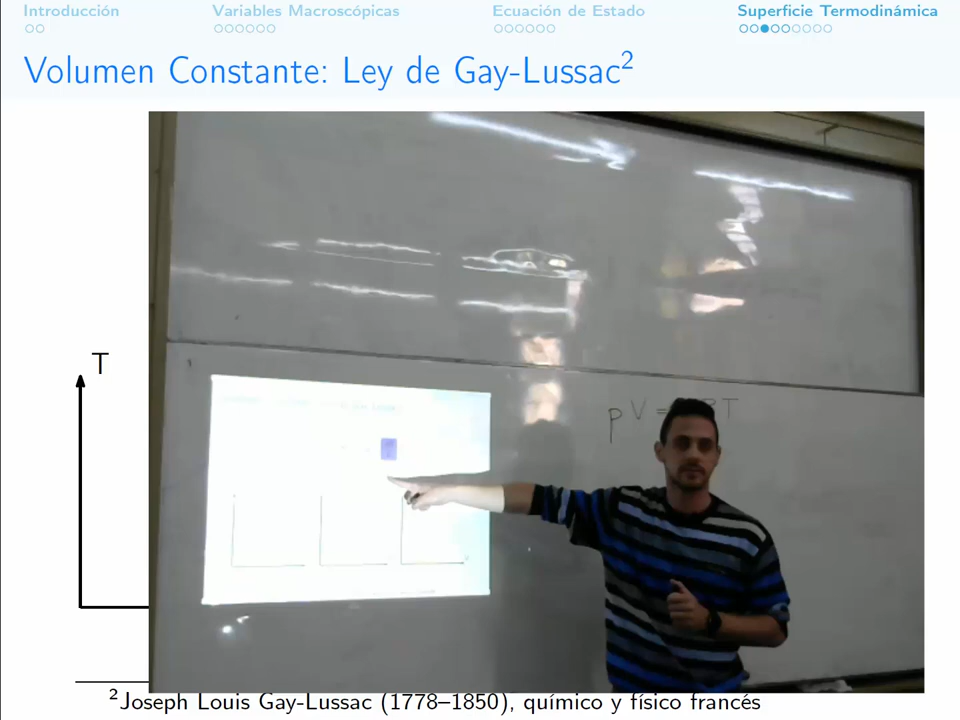 Introducción Variables Macroscópicas Ecuación de Estado Superficie Termodinámica
Volumen Constante: Ley de Gay-Lussac²
T
²Joseph Louis Gay-Lussac (1778–1850), químico y físico francés